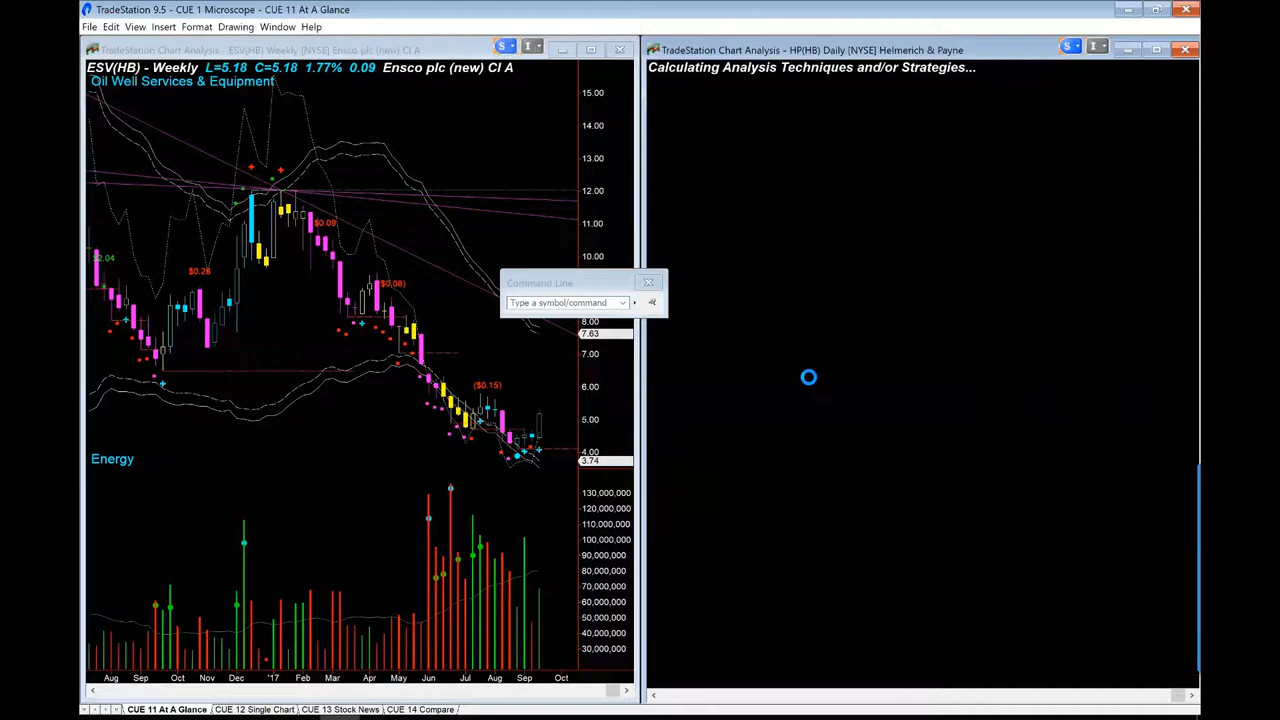 TradeStation 9.5 - CUE 1 Microscope - CUE 11 At A Glance
File Edit View Insert Format Drawing Window Help
TradeStation Chart Analysis - ESV(HB) Weekly [NYSE] Ensco plc (new) Cl A
S I
ESV(HB) - Weekly L=5.18 C=5.18 1.77% 0.09 Ensco plc (new) Cl A
Oil Well Services & Equipment
15.00
14.00
13.00
12.00
11.00
10.00
8.00
7.63
7.00
6.00
5.00
4.00
3.74
2.04
$0.26
$0.09
($0.08)
($0.15)
Energy
130,000,000
120,000,000
110,000,000
100,000,000
90,000,000
80,000,000
70,000,000
60,000,000
50,000,000
40,000,000
30,000,000
Aug Sep Oct Nov Dec '17 Feb Mar Apr May Jun Jul Aug Sep Oct
Command Line
Type a symbol/command
TradeStation Chart Analysis - HP(HB) Daily [NYSE] Helmerich & Payne
S I
Calculating Analysis Techniques and/or Strategies...
CUE 11 At A Glance CUE 12 Single Chart CUE 13 Stock News CUE 14 Compare